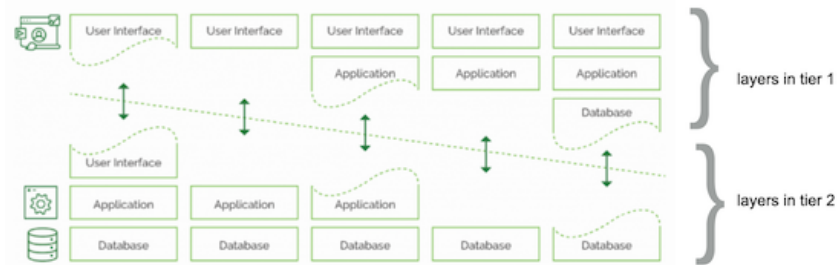 User Interface User Interface User Interface User Interface User Interface
Application Application Application
layers in tier 1
Database
User Interface
Application Application Application
layers in tier 2
Database Database Database Database Database